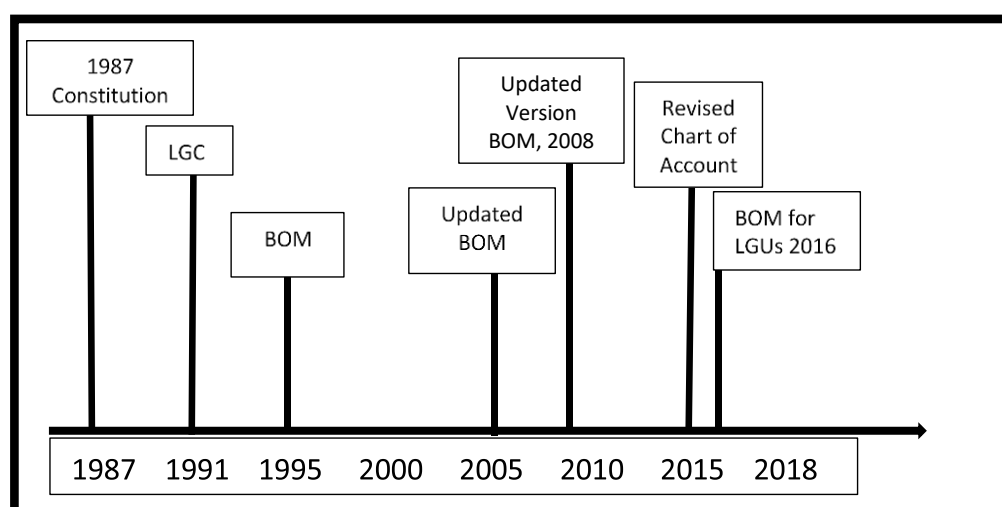 1987
Constitution
LGC
BOM
Updated
BOM
Updated
Version
BOM, 2008
Revised
Chart of
Account
BOM for
LGUs 2016
1987 1991 1995 2000 2005 2010 2015 2018